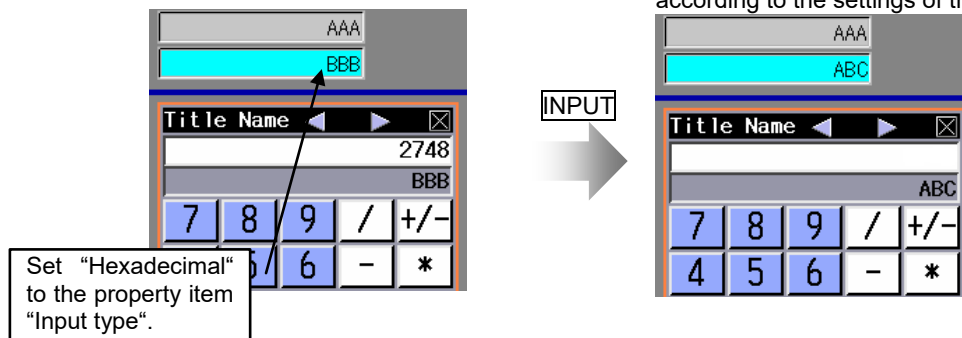 according to the settings of th
AAA
BBB
Title Name
2748
BBB
7 8 9 / +/-
6 - *
Set "Hexadecimal"
to the property item
"Input type".
INPUT
AAA
ABC
Title Name
ABC
7 8 9 / +/-
4 5 6 - *